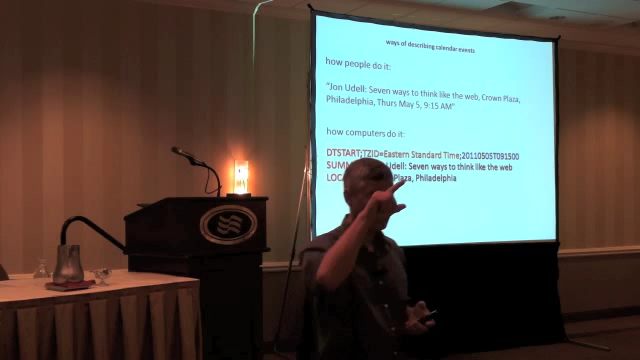 ways of describing calendar events
how people do it:
"Jon Udell: Seven ways to think like the web, Crown Plaza,
Philadelphia, Thurs May 5, 9:15 AM"
how computers do it:
DTSTART;TZID=Eastern Standard Time;20110505T091500
Udell: Seven ways to think like the web
Plaza, Philadelphia